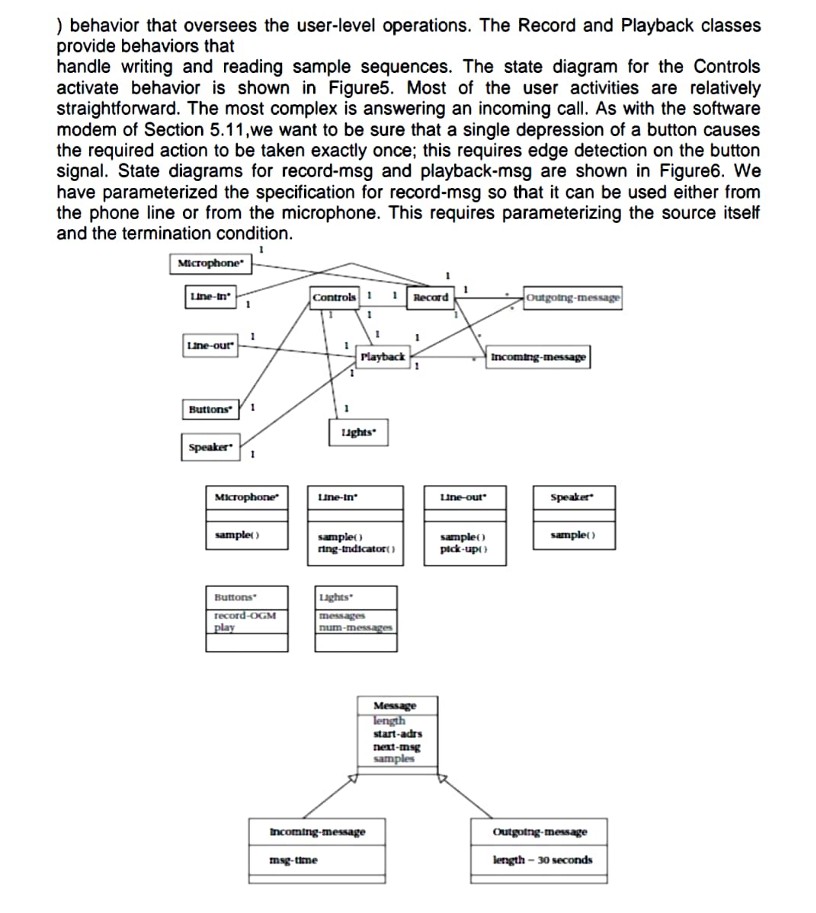 ) behavior that oversees the user-level operations. The Record and Playback classes
provide behaviors that
handle writing and reading sample sequences. The state diagram for the Controls
activate behavior is shown in Figure5. Most of the user activities are relatively
straightforward. The most complex is answering an incoming call. As with the software
modem of Section 5.11,we want to be sure that a single depression of a button causes
the required action to be taken exactly once; this requires edge detection on the button
signal. State diagrams for record-msg and playback-msg are shown in Figure6. We
have parameterized the specification for record-msg so that it can be used either from
the phone line or from the microphone. This requires parameterizing the source itself
and the termination condition.
1
Microphone*
1
Line-in*
1
Controls
1
1
Record
1
*
Outgoing-message
1
1
1
Line-out*
1
1
1
1
*
Playback
1
*
Incoming-message
1
Buttons*
1
1
Lights*
Speaker*
1
Microphone*
sample()
Line-in*
sample()
ring-indicator()
Line-out*
sample()
pick-up()
Speaker*
sample()
Buttons*
record-OGM
play
Lights*
messages
num-messages
Message
length
start-adrs
next-msg
samples
Incoming-message
msg-time
Outgoing-message
length – 30 seconds